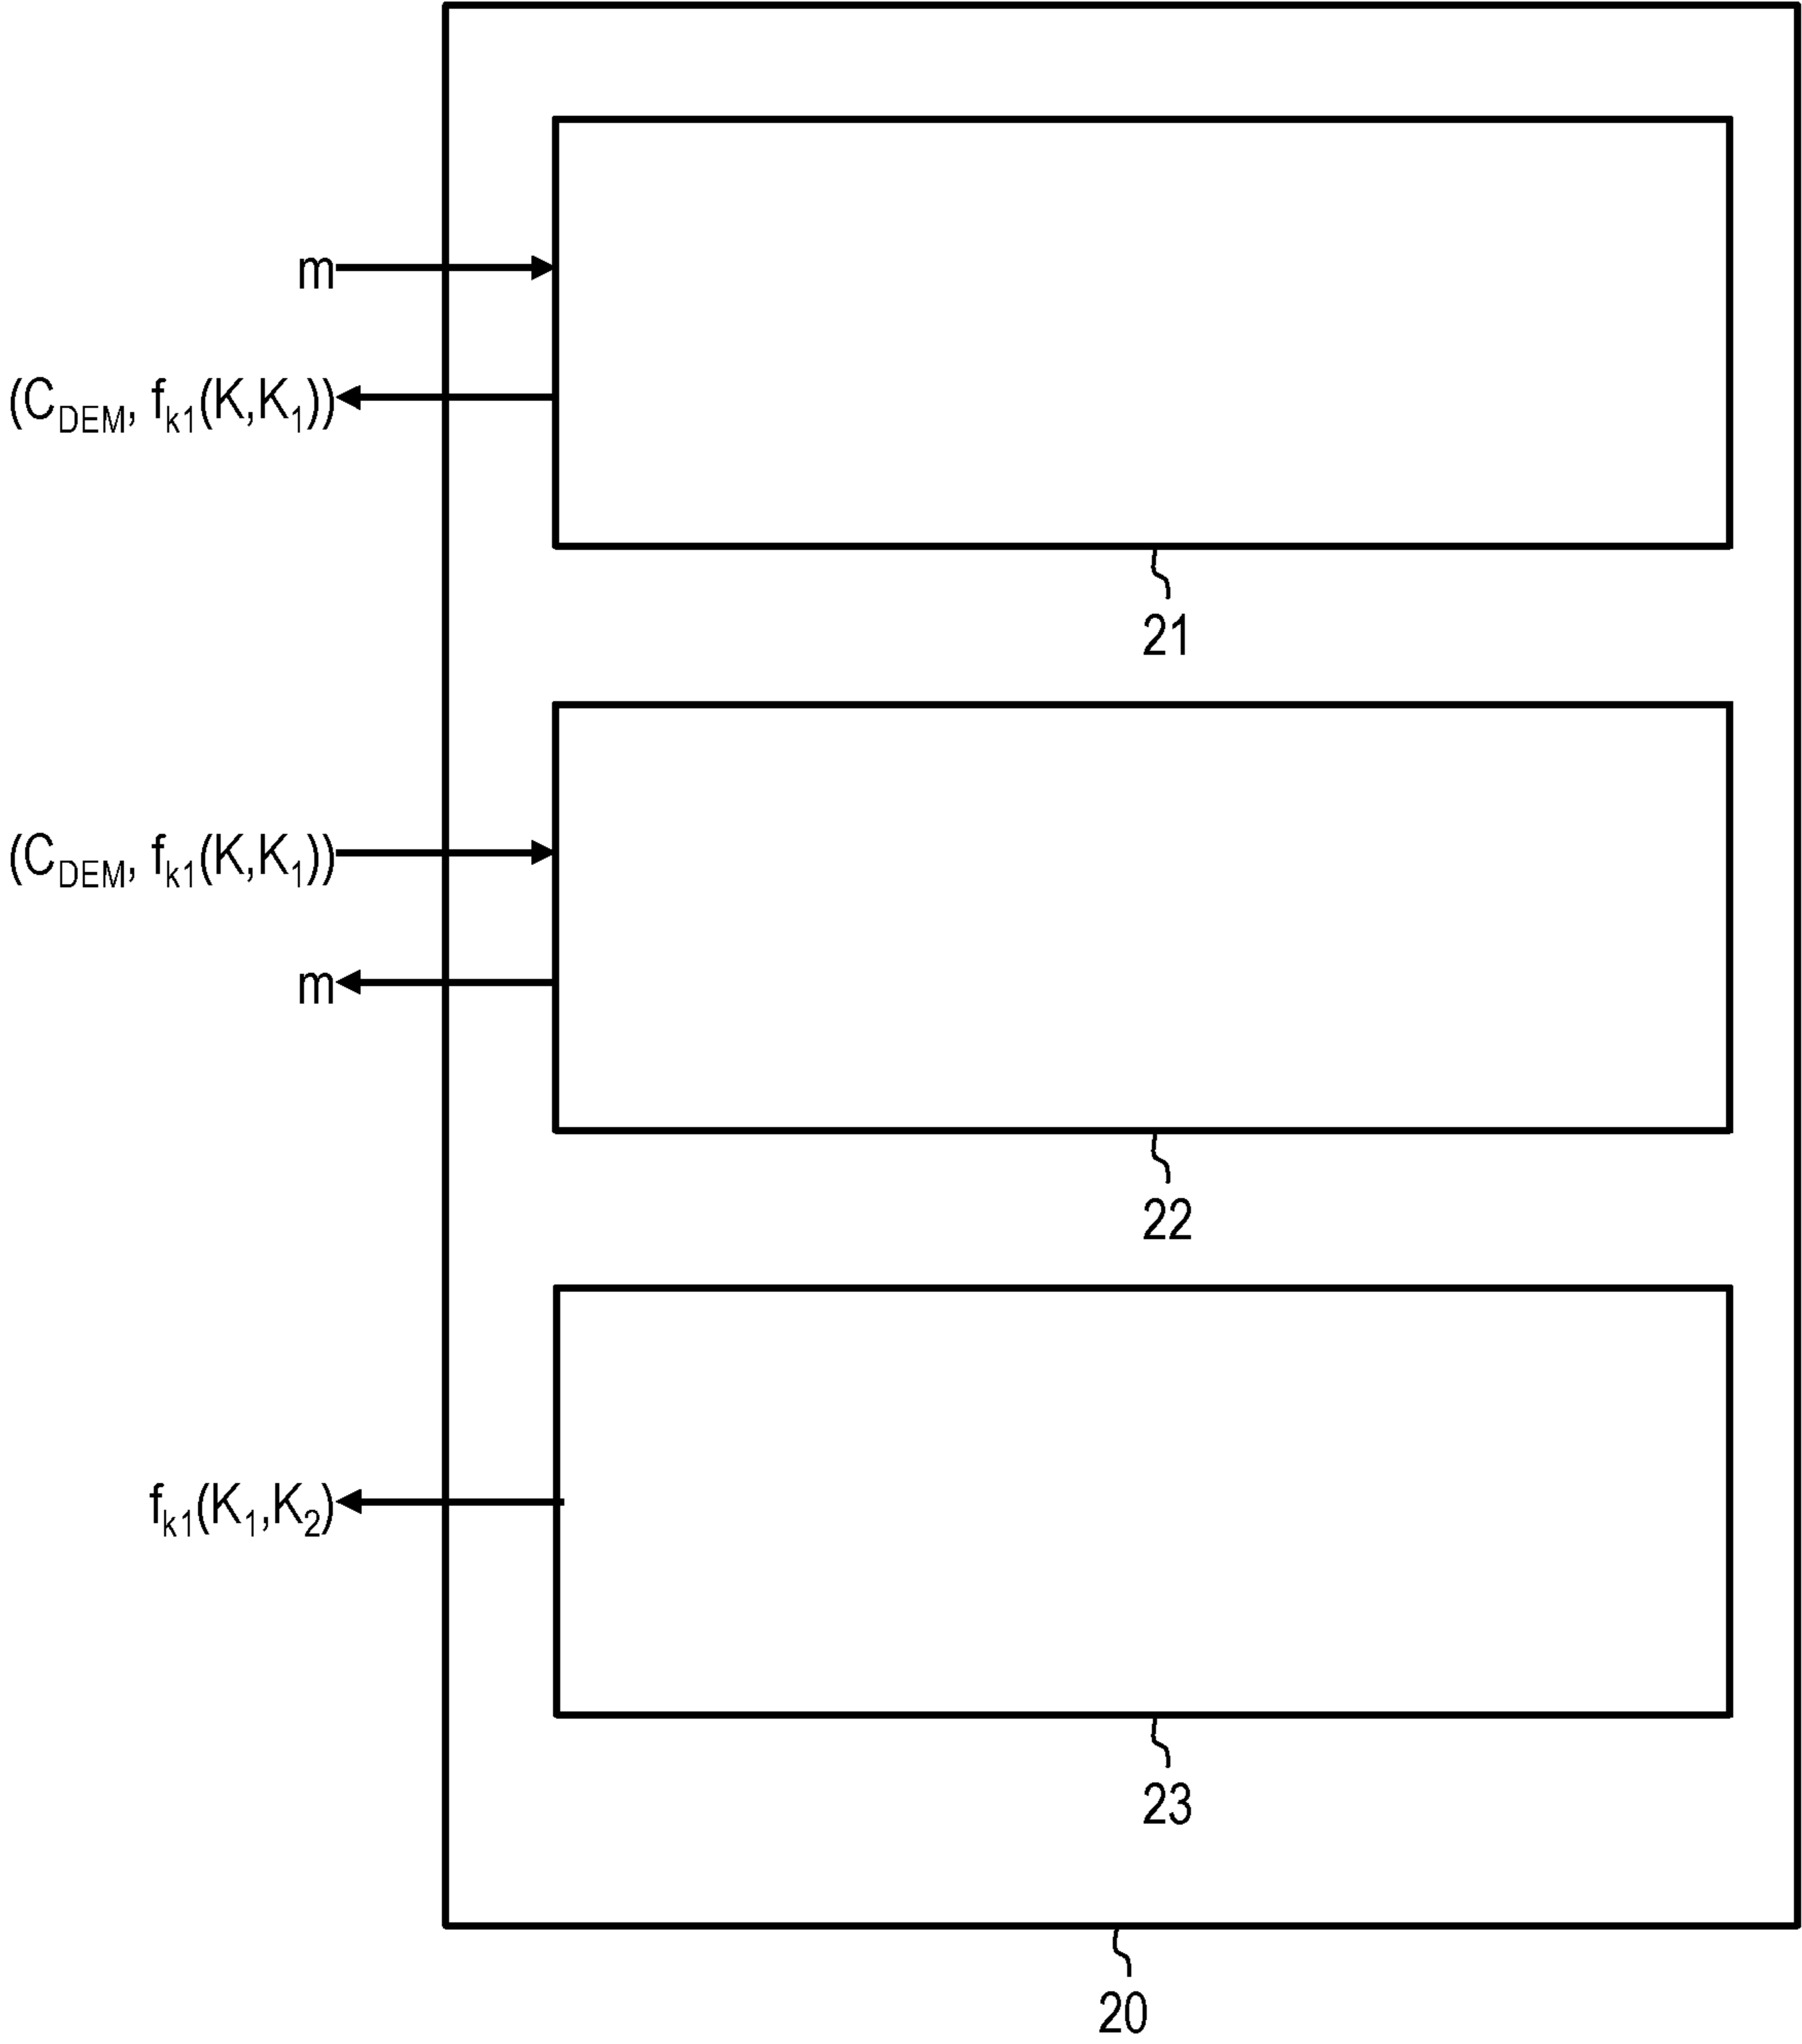 m
(C_DEM, f_k1(K,K_1))
21
(C_DEM, f_k1(K,K_1))
m
22
f_k1(K_1,K_2)
23
20